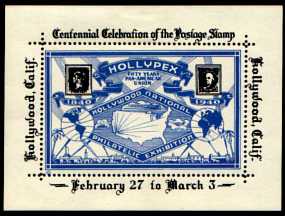 Centennial Celebration of the Postage Stamp
HOLLYPEX
FIFTY YEARS
PAN-AMERICAN
UNION
1840 1940
HOLLYWOOD NATIONAL
PHILATELIC EXHIBITION
Hollywood, Calif.
Hollywood, Calif.
February 27 to March 3